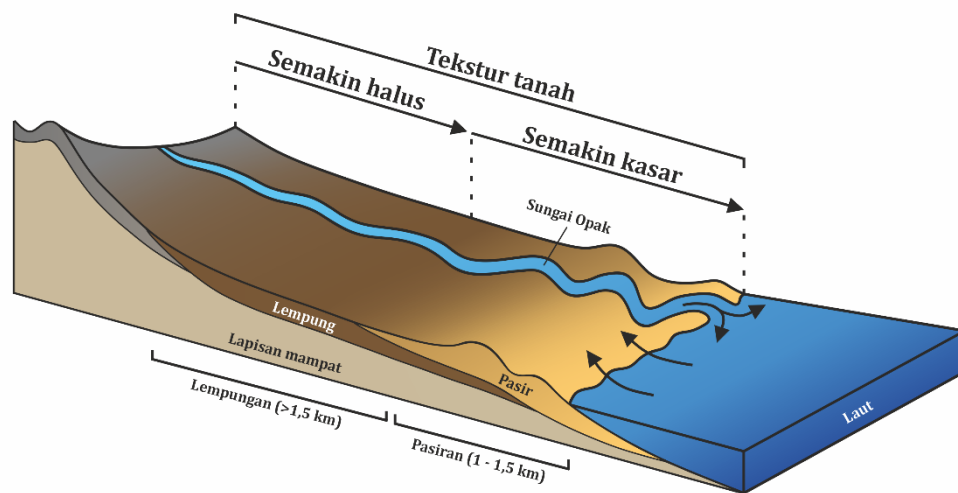 Tekstur tanah
Semakin halus
Semakin kasar
Sungai Opak
Lempung
Lapisan mampat
Pasir
Laut
Lempungan (>1,5 km)
Pasiran (1 - 1,5 km)